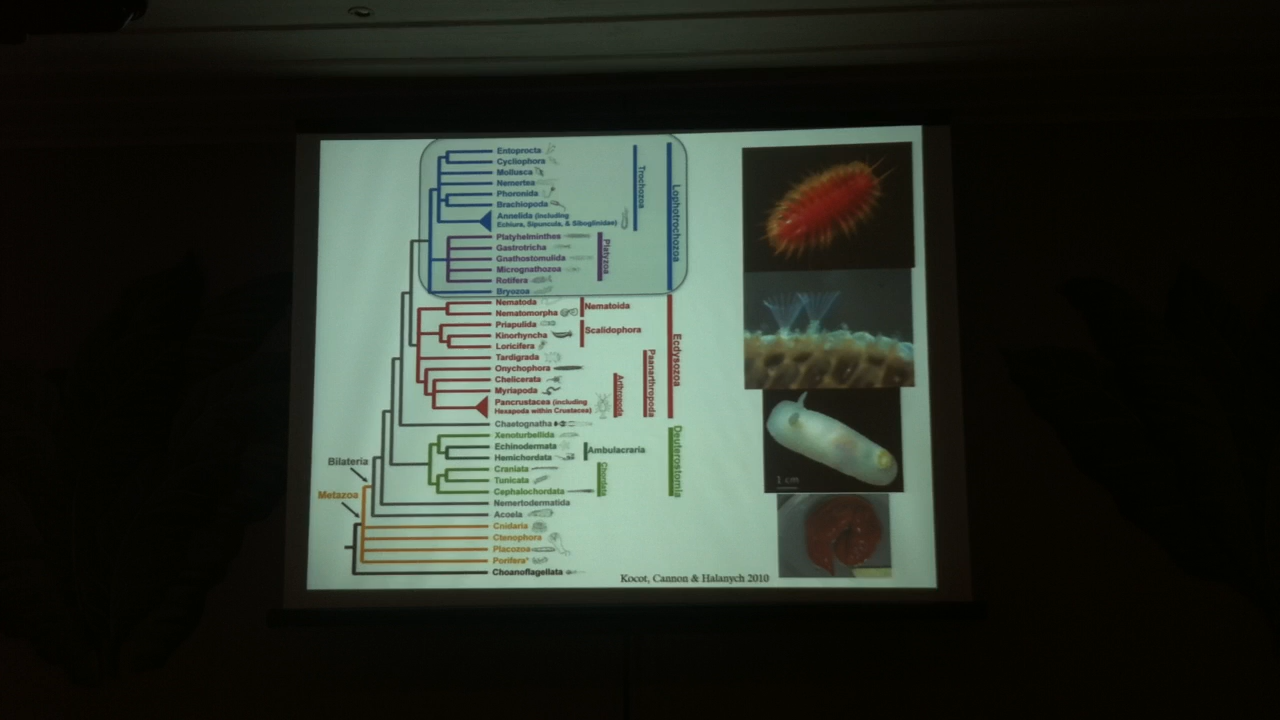 Entoprocta
Cycliophora
Mollusca
Nemertea
Phoronida
Brachiopoda
Annelida (including
Echiura, Sipuncula, & Siboglinidae)
Trochozoa
Lophotrochozoa
Platyhelminthes
Gastrotricha
Gnathostomulida
Micrognathozoa
Rotifera
Platyzoa
Bryozoa
Nematoda
Nematomorpha
Nematoida
Priapulida
Kinorhyncha
Loricifera
Scalidophora
Tardigrada
Onychophora
Chelicerata
Myriapoda
Pancrustacea (including
Hexapoda within Crustacea)
Arthropoda
Panarthropoda
Ecdysozoa
Chaetognatha
Xenoturbellida
Echinodermata
Hemichordata
Ambulacraria
Craniata
Tunicata
Cephalochordata
Chordata
Deuterostomia
Nemertodermatida
Acoela
Bilateria
Metazoa
Cnidaria
Ctenophora
Placozoa
Porifera*
Choanoflagellata
1 cm
Kocot, Cannon & Halanych 2010